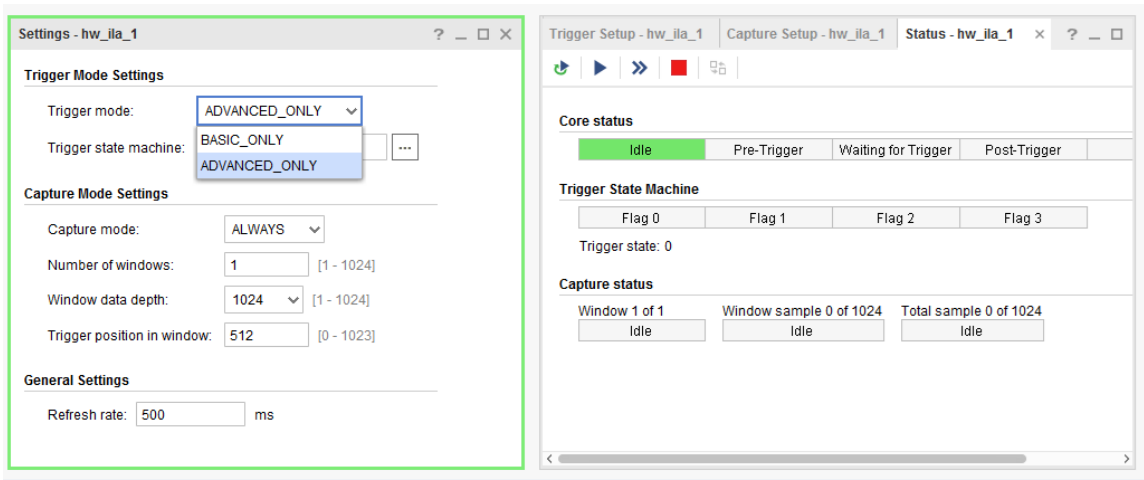 Settings - hw_ila_1
Trigger Mode Settings
Trigger mode: ADVANCED_ONLY
BASIC_ONLY
Trigger state machine: ...
ADVANCED_ONLY
Capture Mode Settings
Capture mode: ALWAYS
Number of windows: 1 [1 - 1024]
Window data depth: 1024 [1 - 1024]
Trigger position in window: 512 [0 - 1023]
General Settings
Refresh rate: 500 ms
Trigger Setup - hw_ila_1 Capture Setup - hw_ila_1 Status - hw_ila_1
Core status
Idle Pre-Trigger Waiting for Trigger Post-Trigger
Trigger State Machine
Flag 0 Flag 1 Flag 2 Flag 3
Trigger state: 0
Capture status
Window 1 of 1 Window sample 0 of 1024 Total sample 0 of 1024
Idle Idle Idle